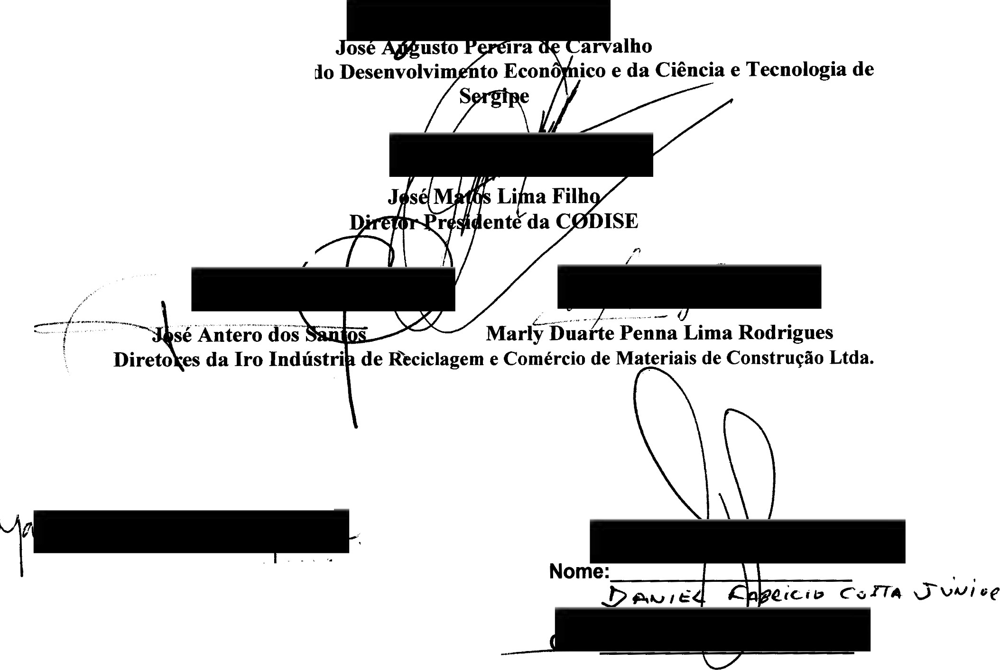 José Augusto Pereira de Carvalho
do Desenvolvimento Econômico e da Ciência e Tecnologia de
Sergipe
José Matos Lima Filho
Diretor Presidente da CODISE
José Antero dos Santos Marly Duarte Penna Lima Rodrigues
Diretores da Iro Indústria de Reciclagem e Comércio de Materiais de Construção Ltda.
Nome:
DANIEL FABRICIO COSTA JÚNIOR